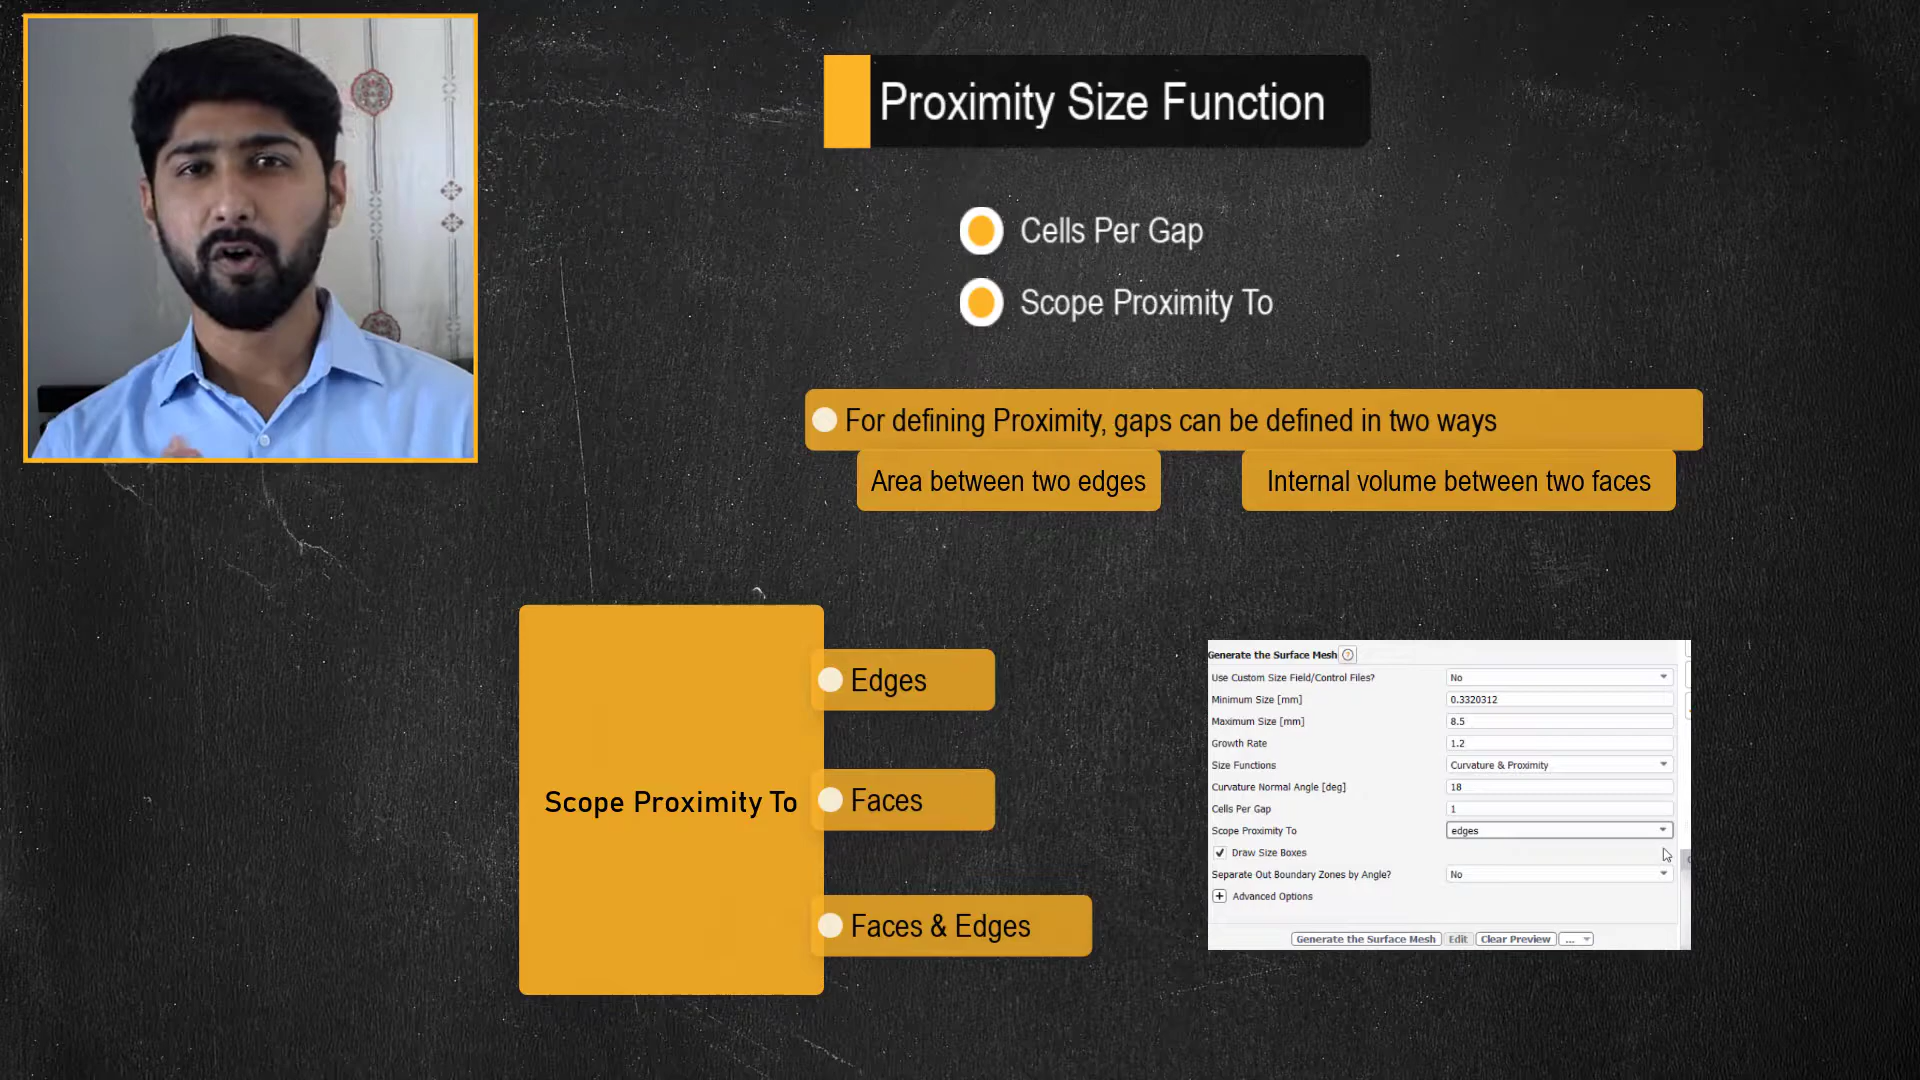 Proximity Size Function
Cells Per Gap
Scope Proximity To
For defining Proximity, gaps can be defined in two ways
Area between two edges
Internal volume between two faces
Scope Proximity To
Edges
Faces
Faces & Edges
Generate the Surface Mesh
Use Custom Size Field/Control Files? No
Minimum Size [mm] 0.3320312
Maximum Size [mm] 8.5
Growth Rate 1.2
Size Functions Curvature & Proximity
Curvature Normal Angle [deg] 18
Cells Per Gap 1
Scope Proximity To edges
Draw Size Boxes
Separate Out Boundary Zones by Angle? No
Advanced Options
Generate the Surface Mesh Edit Clear Preview ...